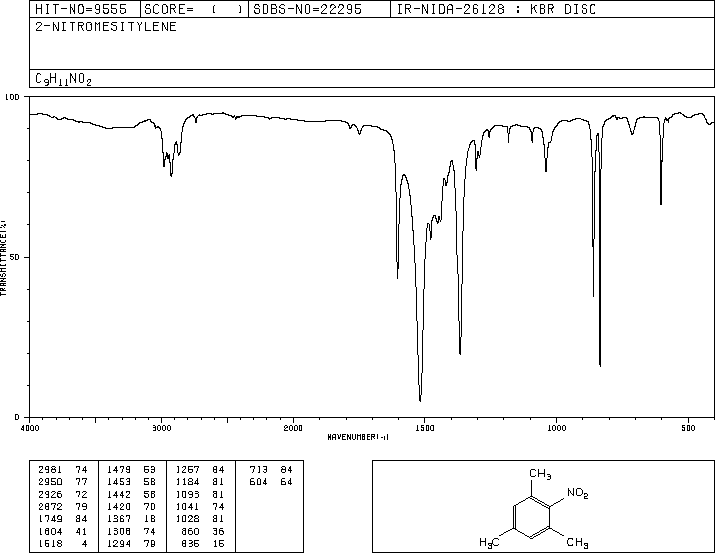 HIT-NO=9555 SCORE= ( ) SDBS-NO=22295 IR-NIDA-26128 : KBR DISC
2-NITROMESITYLENE
C9H11NO2
100
50
0
TRANSMITTANCE(%)
4000 3000 2000 1500 1000 500
WAVENUMBER(-1)
2981 74 1479 53 1257 84 713 84
2950 77 1453 58 1184 81 604 64
2926 72 1442 58 1093 81
2872 79 1420 70 1041 74
1749 84 1367 18 1028 81
1604 41 1308 74 860 36
1518 4 1294 79 835 15
CH3
NO2
H3C
CH3